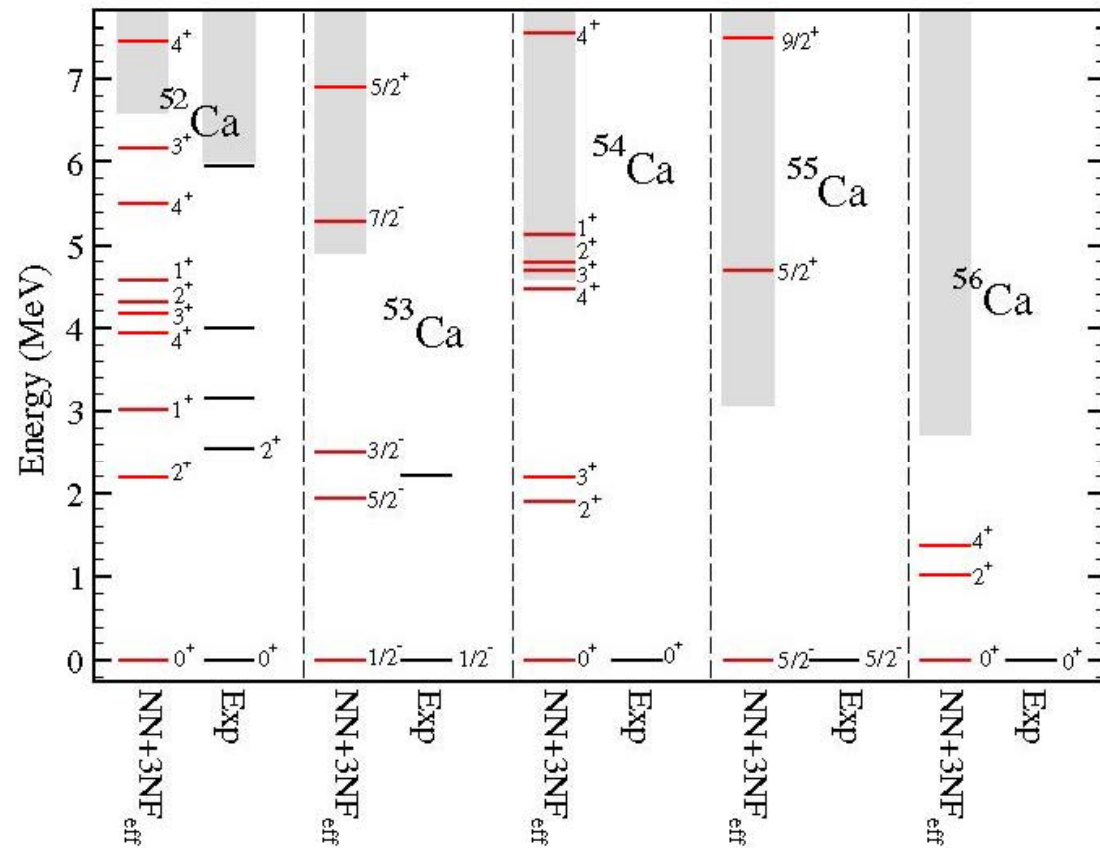 Energy (MeV)
7
6
5
4
3
2
1
0
⁵²Ca
4⁺
3⁺
4⁺
1⁺
2⁺
3⁺
4⁺
1⁺
2⁺
0⁺
2⁺
0⁺
⁵³Ca
5/2⁺
7/2⁻
3/2⁻
5/2⁻
1/2⁻
1/2⁻
⁵⁴Ca
4⁺
1⁺
2⁺
3⁺
4⁺
3⁺
2⁺
0⁺
0⁺
⁵⁵Ca
9/2⁺
5/2⁺
5/2⁻
5/2⁻
⁵⁶Ca
4⁺
2⁺
0⁺
0⁺
NN+3NFeff
Exp
NN+3NFeff
Exp
NN+3NFeff
Exp
NN+3NFeff
Exp
NN+3NFeff
Exp